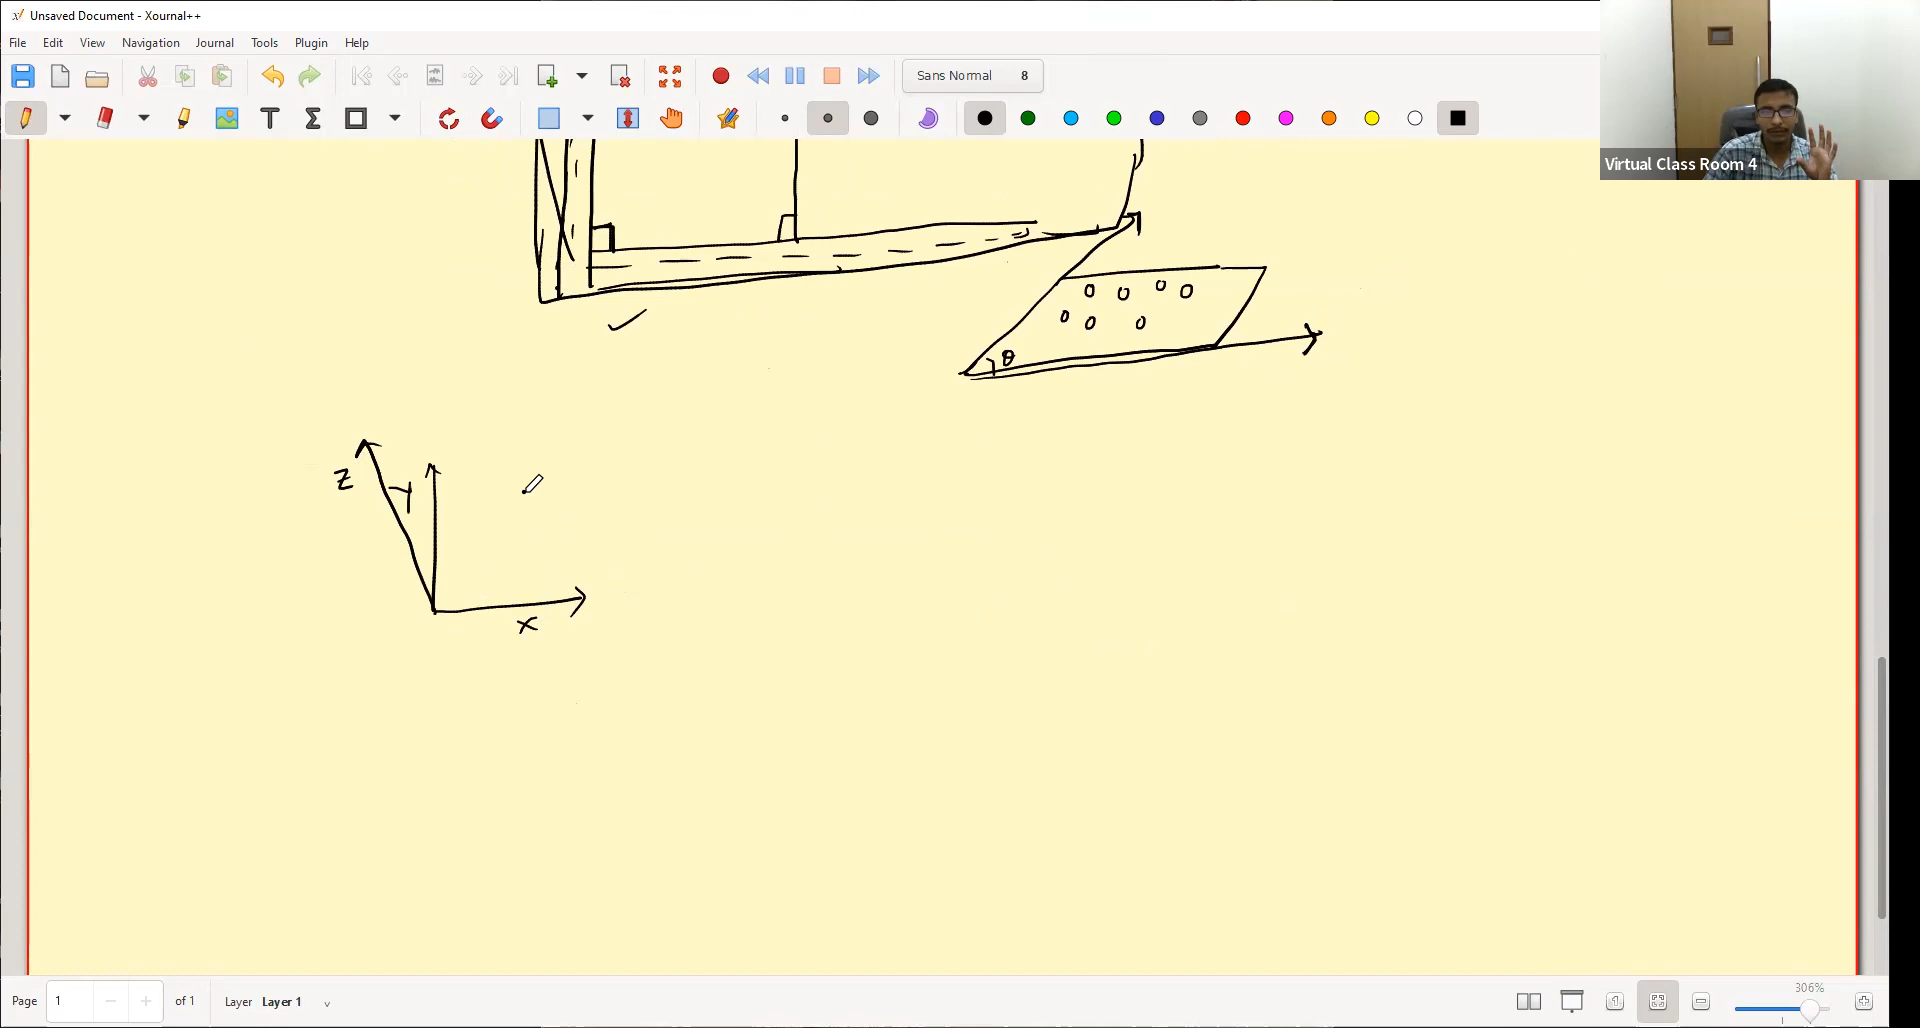 Unsaved Document - Xournal++
File Edit View Navigation Journal Tools Plugin Help
Sans Normal 8
Virtual Class Room 4
θ
Z
Y
X
Page 1 of 1 Layer Layer 1
306%